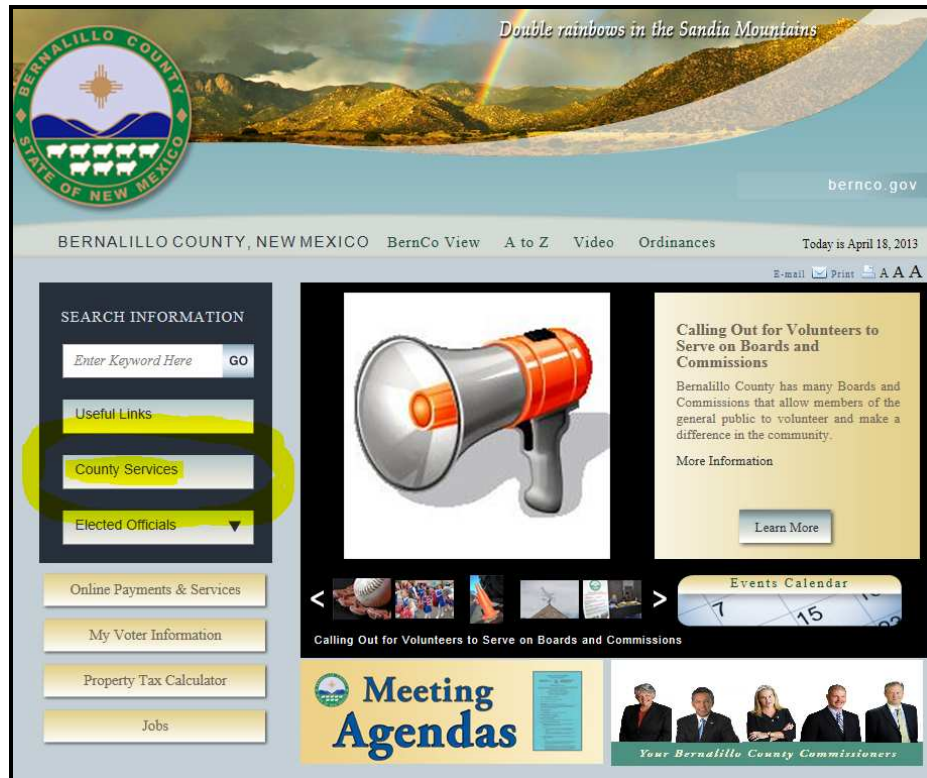 Double rainbows in the Sandia Mountains
BERNALILLO COUNTY
STATE OF NEW MEXICO
bernco.gov
BERNALILLO COUNTY, NEW MEXICO BernCo View A to Z Video Ordinances Today is April 18, 2013
E-mail Print A A A
SEARCH INFORMATION
Enter Keyword Here GO
Useful Links
County Services
Elected Officials ▼
Online Payments & Services
My Voter Information
Property Tax Calculator
Jobs
Calling Out for Volunteers to
Serve on Boards and
Commissions
Bernalillo County has many Boards and
Commissions that allow members of the
general public to volunteer and make a
difference in the community.
More Information
Learn More
< >
Calling Out for Volunteers to Serve on Boards and Commissions
Events Calendar
7 15
Meeting
Agendas
Your Bernalillo County Commissioners